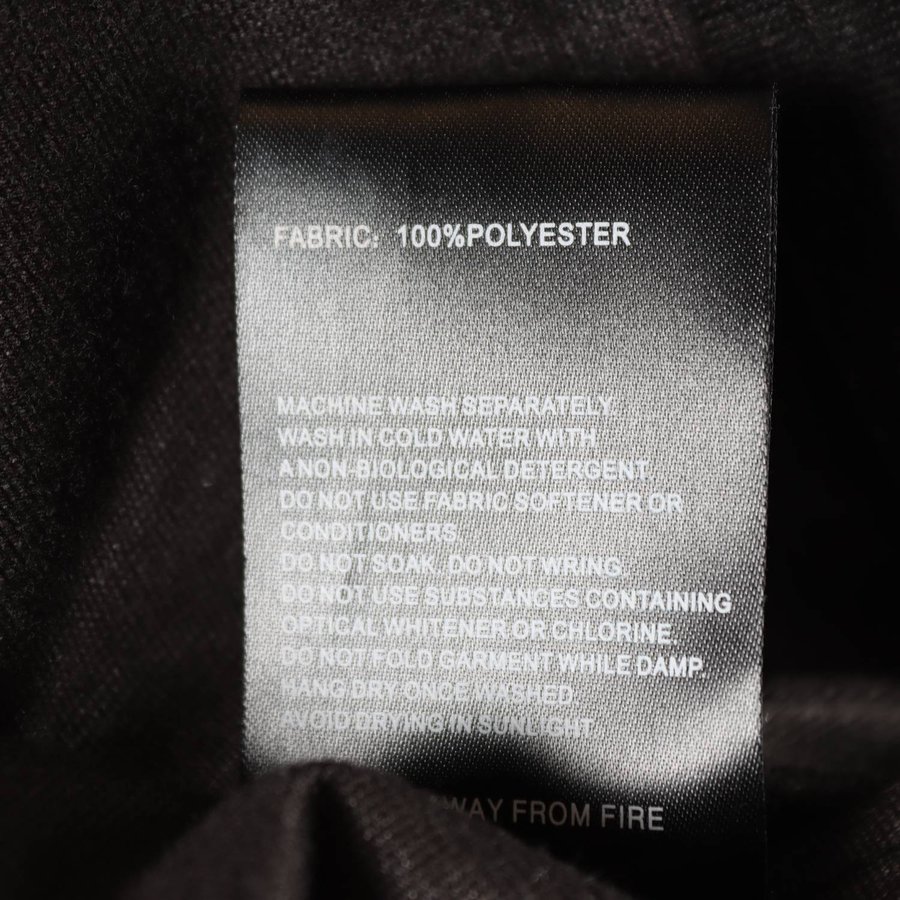 FABRIC: 100%POLYESTER
MACHINE WASH SEPARATELY.
WASH IN COLD WATER WITH
A NON-BIOLOGICAL DETERGENT.
DO NOT USE FABRIC SOFTENER OR
CONDITIONERS.
DO NOT SOAK. DO NOT WRING.
DO NOT USE SUBSTANCES CONTAINING
OPTICAL WHITENER OR CHLORINE.
DO NOT FOLD GARMENT WHILE DAMP.
HANG DRY ONCE WASHED.
AVOID DRYING IN SUNLIGHT.
AWAY FROM FIRE